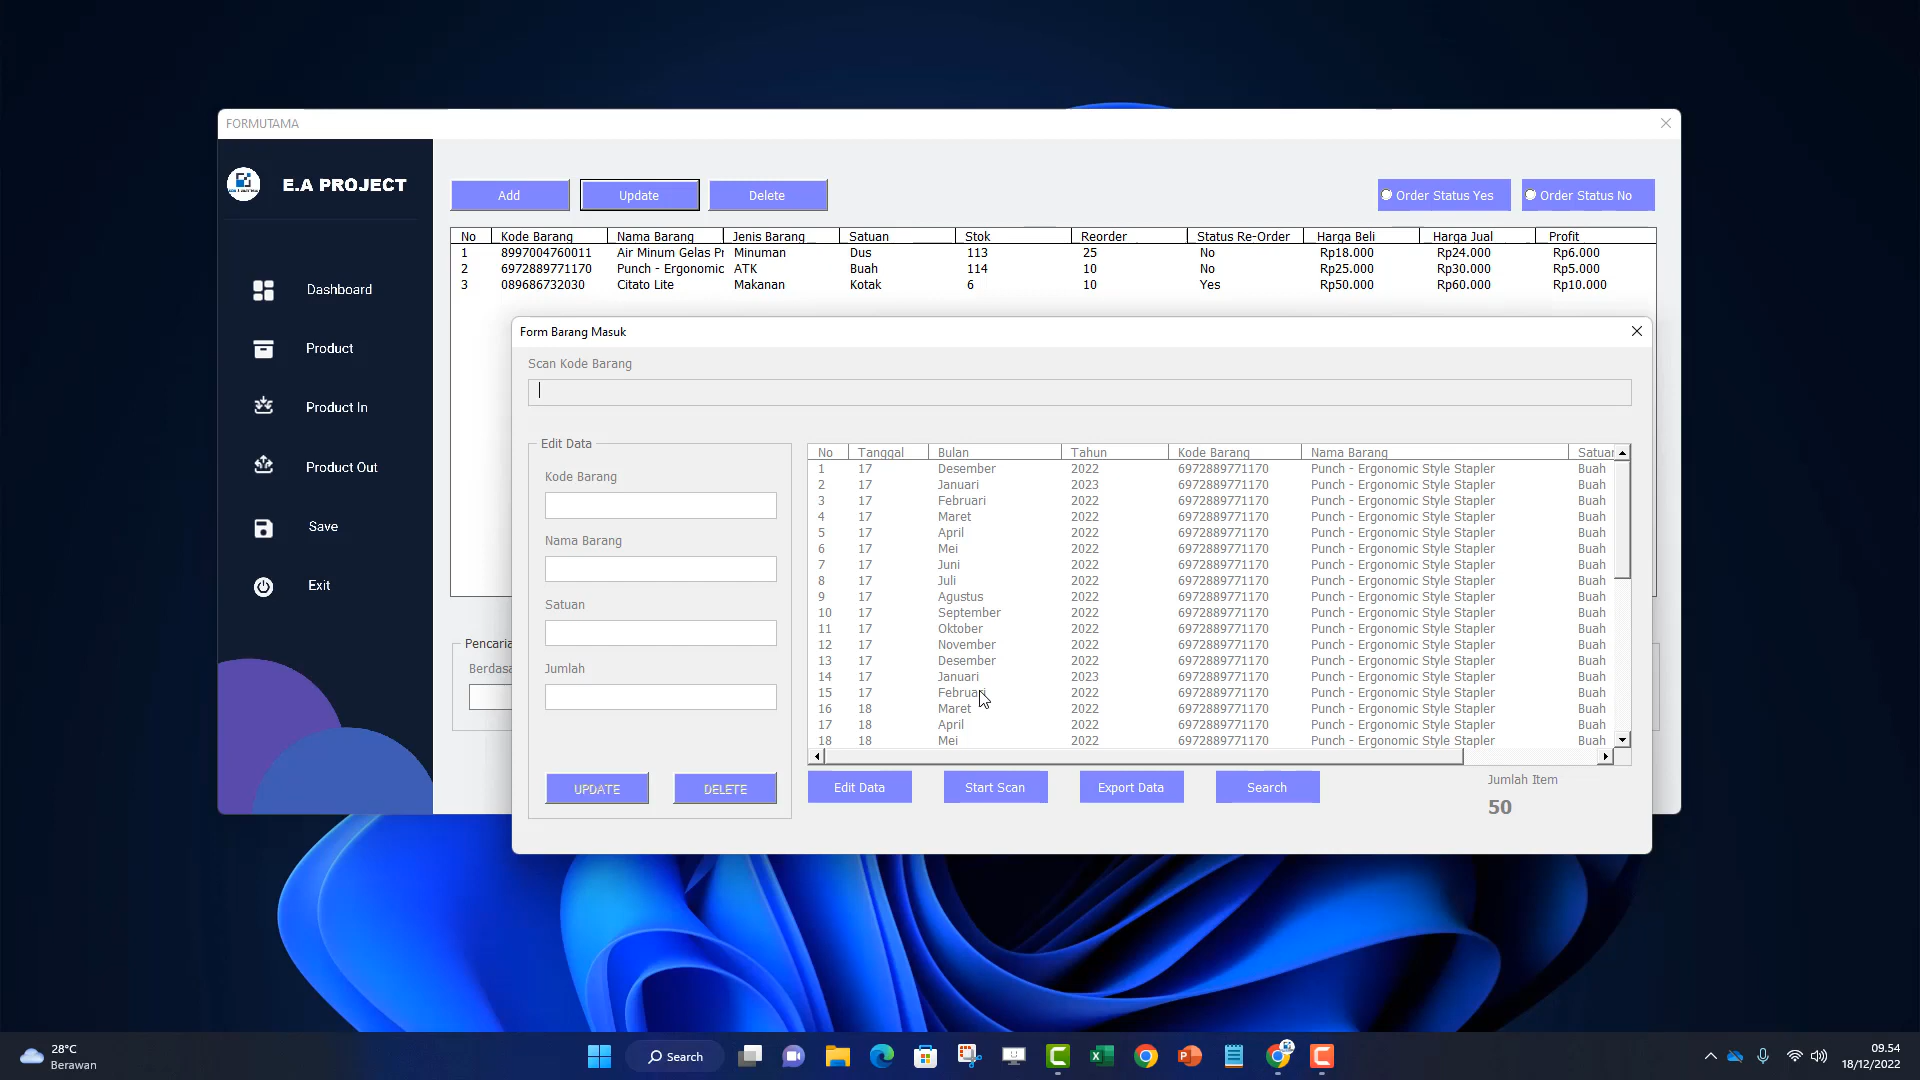 FORMUTAMA
E.A PROJECT
Dashboard
Product
Product In
Product Out
Save
Exit
Add Update Delete Order Status Yes Order Status No
No Kode Barang Nama Barang Jenis Barang Satuan Stok Reorder Status Re-Order Harga Beli Harga Jual Profit
1 8997004760011 Air Minum Gelas Pr Minuman Dus 113 25 No Rp18.000 Rp24.000 Rp6.000
2 6972889771170 Punch - Ergonomic ATK Buah 114 10 No Rp25.000 Rp30.000 Rp5.000
3 089686732030 Citato Lite Makanan Kotak 6 10 Yes Rp50.000 Rp60.000 Rp10.000
Pencaria
Berdasa
Form Barang Masuk
Scan Kode Barang
Edit Data
Kode Barang
Nama Barang
Satuan
Jumlah
UPDATE DELETE
No Tanggal Bulan Tahun Kode Barang Nama Barang Satuan
1 17 Desember 2022 6972889771170 Punch - Ergonomic Style Stapler Buah
2 17 Januari 2023 6972889771170 Punch - Ergonomic Style Stapler Buah
3 17 Februari 2022 6972889771170 Punch - Ergonomic Style Stapler Buah
4 17 Maret 2022 6972889771170 Punch - Ergonomic Style Stapler Buah
5 17 April 2022 6972889771170 Punch - Ergonomic Style Stapler Buah
6 17 Mei 2022 6972889771170 Punch - Ergonomic Style Stapler Buah
7 17 Juni 2022 6972889771170 Punch - Ergonomic Style Stapler Buah
8 17 Juli 2022 6972889771170 Punch - Ergonomic Style Stapler Buah
9 17 Agustus 2022 6972889771170 Punch - Ergonomic Style Stapler Buah
10 17 September 2022 6972889771170 Punch - Ergonomic Style Stapler Buah
11 17 Oktober 2022 6972889771170 Punch - Ergonomic Style Stapler Buah
12 17 November 2022 6972889771170 Punch - Ergonomic Style Stapler Buah
13 17 Desember 2022 6972889771170 Punch - Ergonomic Style Stapler Buah
14 17 Januari 2023 6972889771170 Punch - Ergonomic Style Stapler Buah
15 17 Februari 2022 6972889771170 Punch - Ergonomic Style Stapler Buah
16 18 Maret 2022 6972889771170 Punch - Ergonomic Style Stapler Buah
17 18 April 2022 6972889771170 Punch - Ergonomic Style Stapler Buah
18 18 Mei 2022 6972889771170 Punch - Ergonomic Style Stapler Buah
Edit Data Start Scan Export Data Search
Jumlah Item
50
28°C
Berawan
Search
09.54
18/12/2022